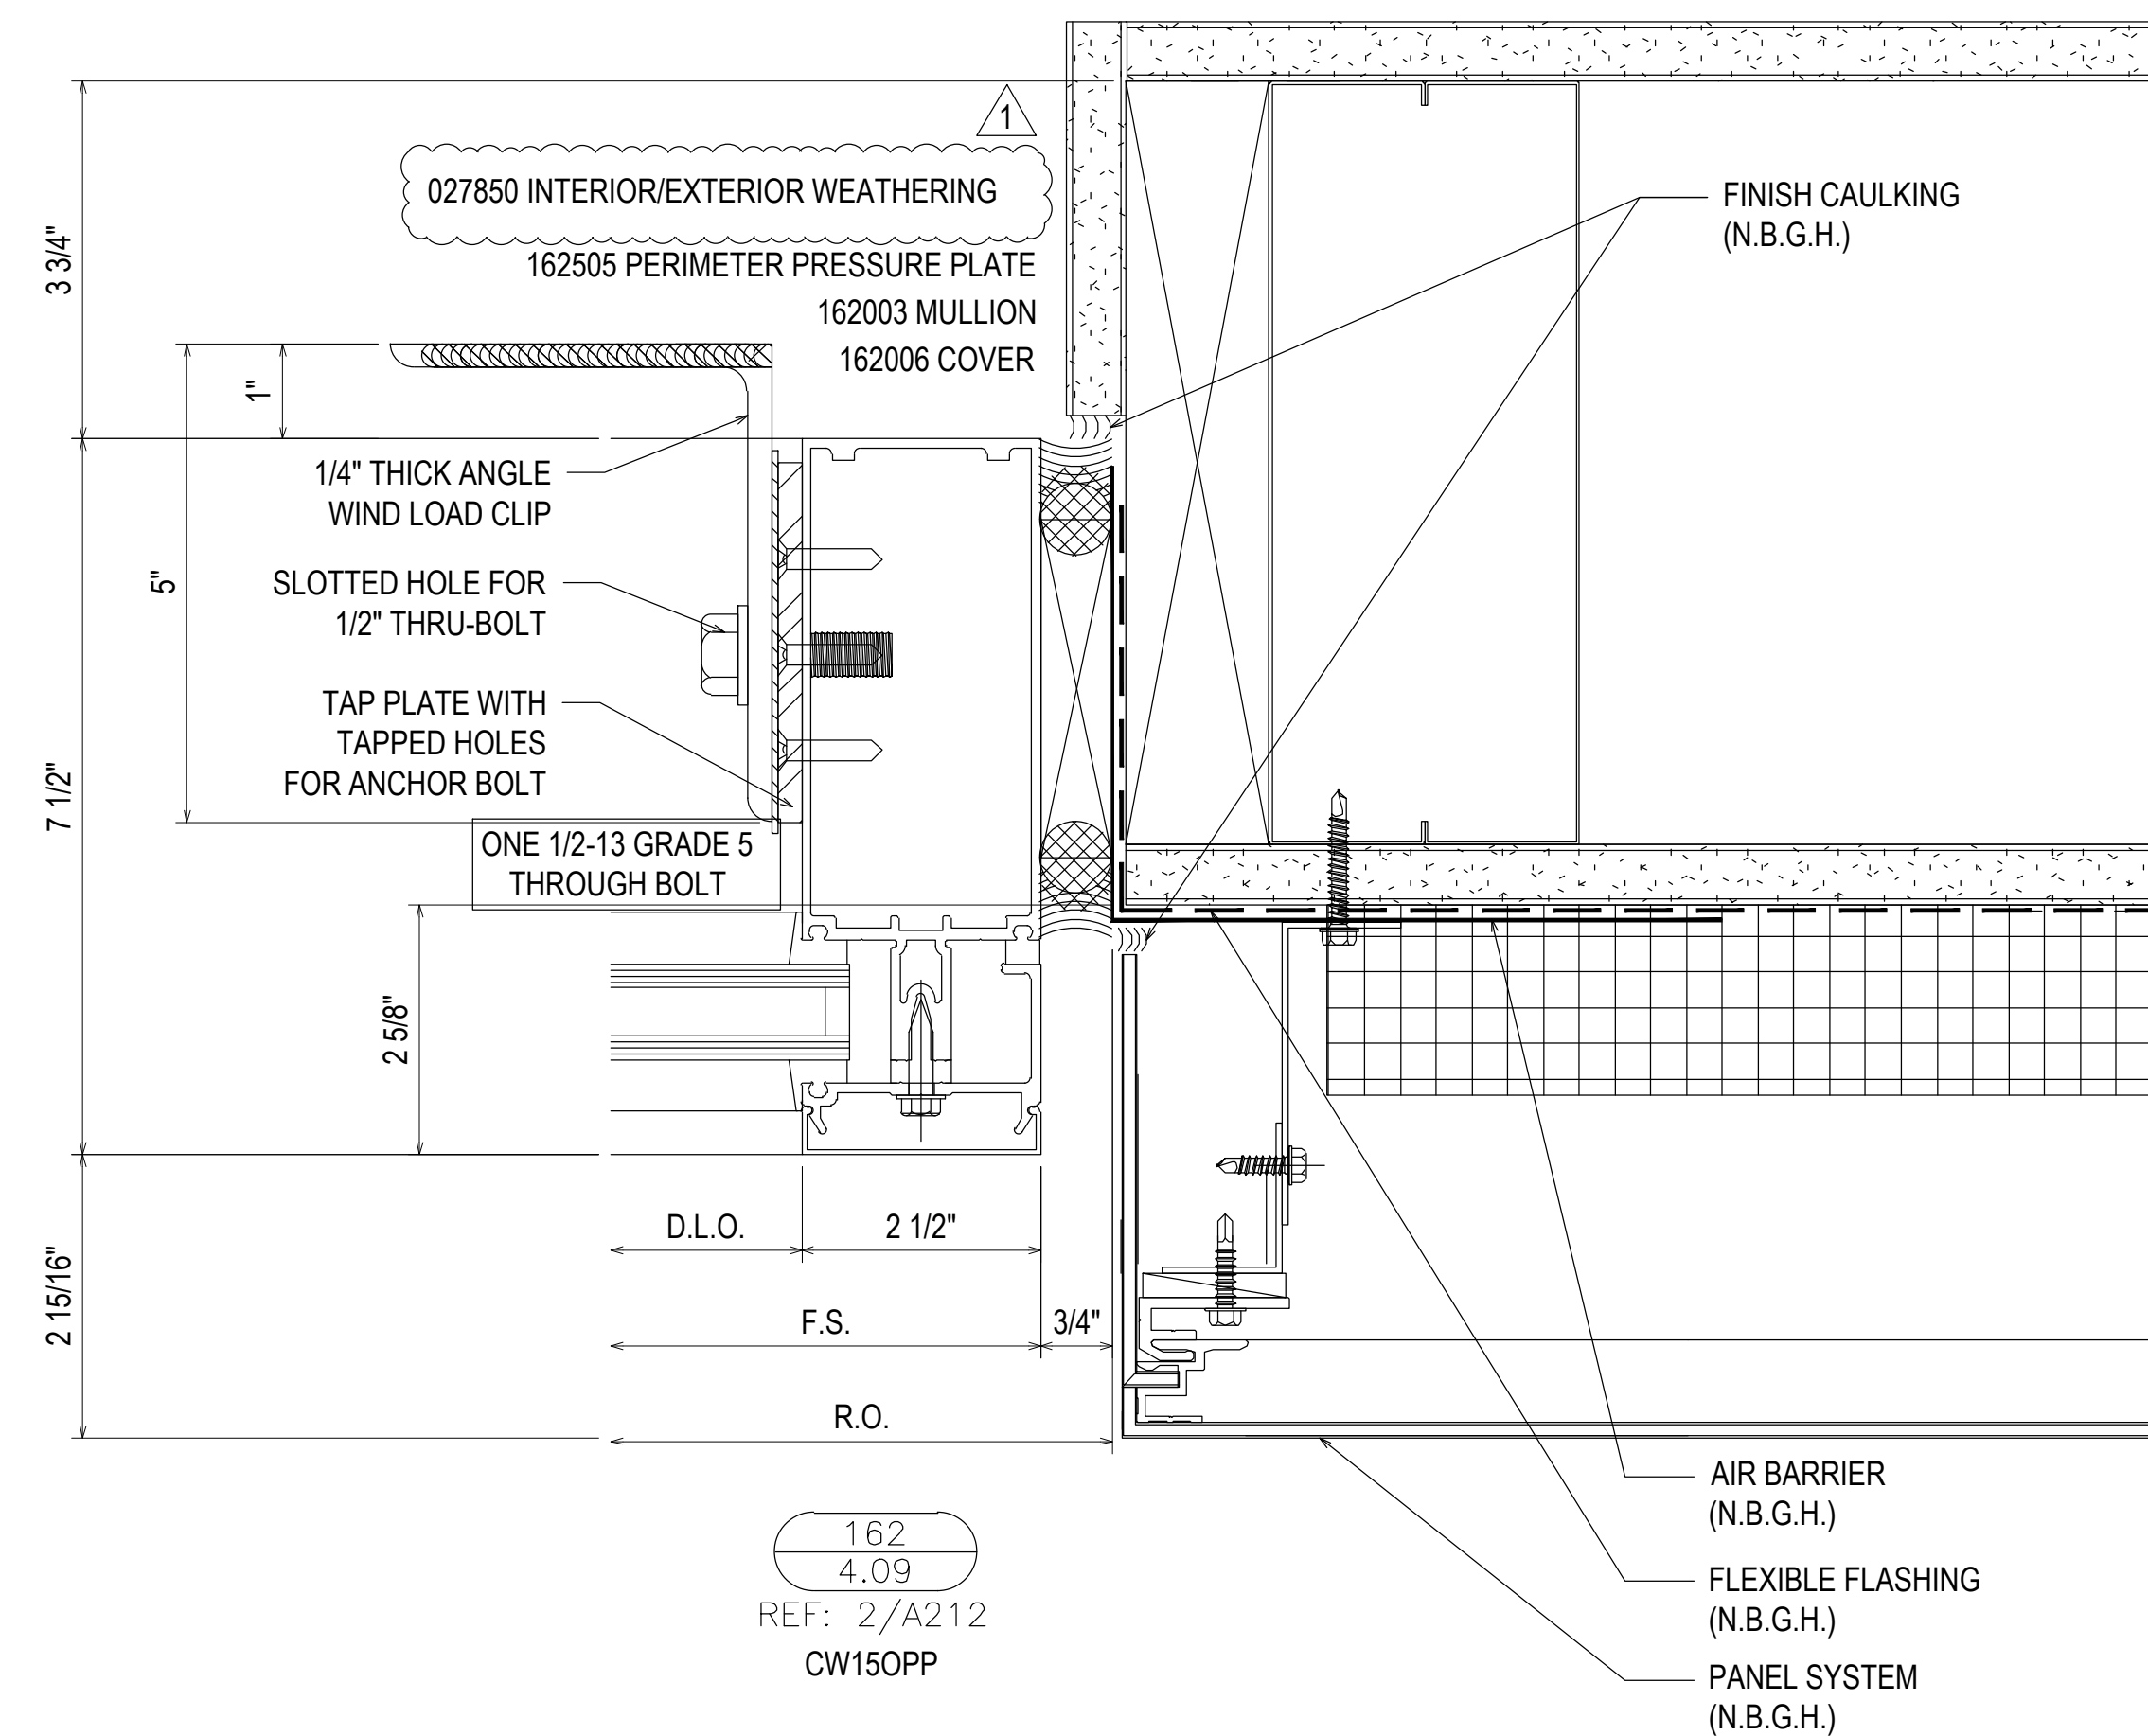 1
027850 INTERIOR/EXTERIOR WEATHERING
162505 PERIMETER PRESSURE PLATE
162003 MULLION
162006 COVER
FINISH CAULKING
(N.B.G.H.)
3 3/4"
1"
5"
7 1/2"
2 5/8"
2 15/16"
1/4" THICK ANGLE
WIND LOAD CLIP
SLOTTED HOLE FOR
1/2" THRU-BOLT
TAP PLATE WITH
TAPPED HOLES
FOR ANCHOR BOLT
ONE 1/2-13 GRADE 5
THROUGH BOLT
D.L.O.
2 1/2"
F.S.
3/4"
R.O.
AIR BARRIER
(N.B.G.H.)
FLEXIBLE FLASHING
(N.B.G.H.)
PANEL SYSTEM
(N.B.G.H.)
162
4.09
REF: 2/A212
CW15OPP